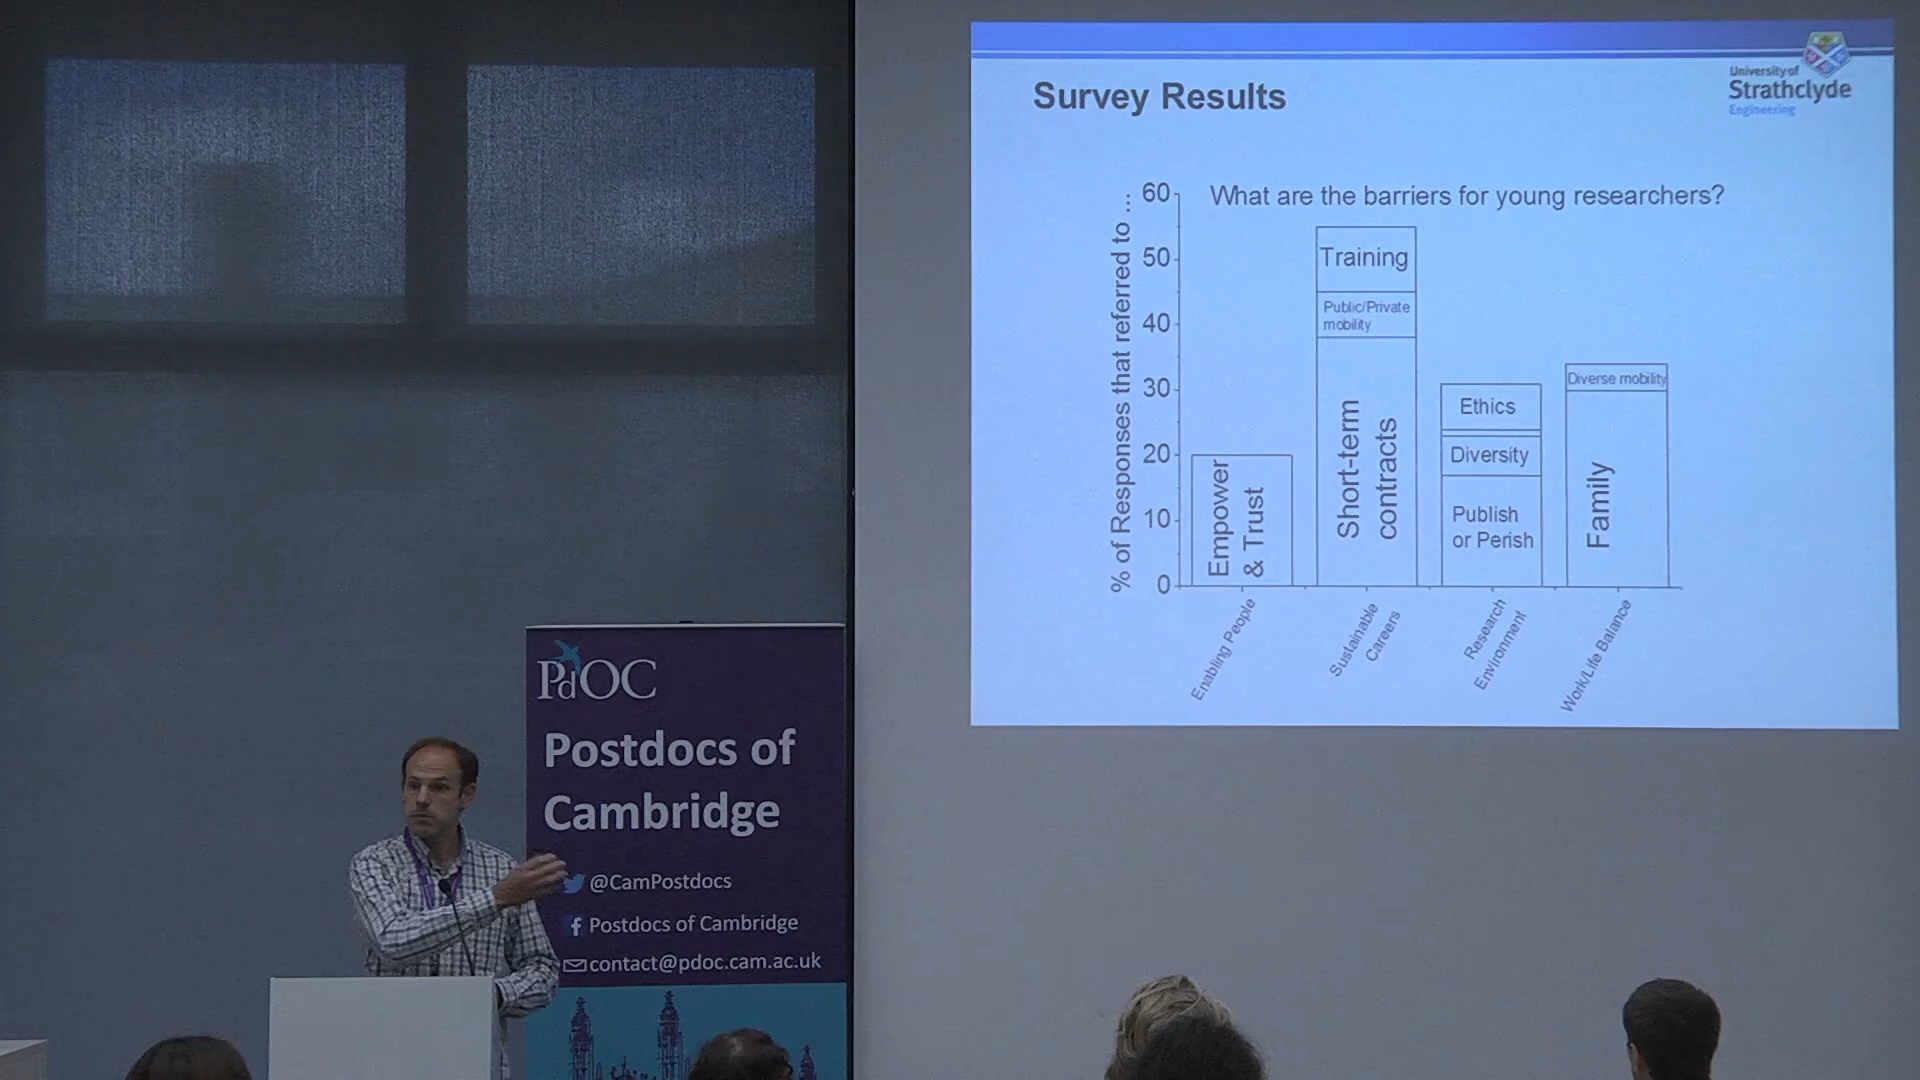 University of
Strathclyde
Engineering
Survey Results
What are the barriers for young researchers?
% of Responses that referred to ...
60
50
40
30
20
10
0
Empower
& Trust
Training
Public/Private
mobility
Short-term
contracts
Ethics
Diversity
Publish
or Perish
Diverse mobility
Family
Enabling People
Sustainable
Careers
Research
Environment
Work/Life Balance
PdOC
Postdocs of
Cambridge
@CamPostdocs
f Postdocs of Cambridge
contact@pdoc.cam.ac.uk